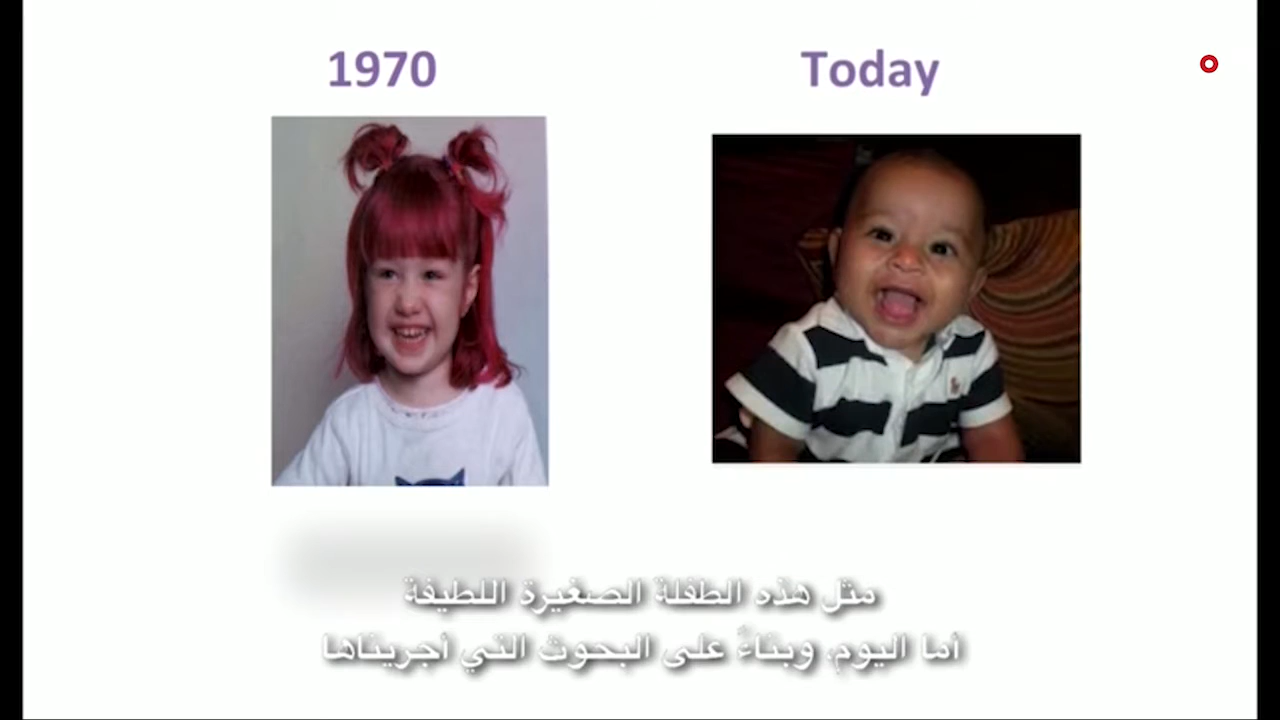 1970
Today
مثل هذه الطفلة الصغيرة اللطيفة
أما اليوم، وبناءً على البحوث التي أجريناها